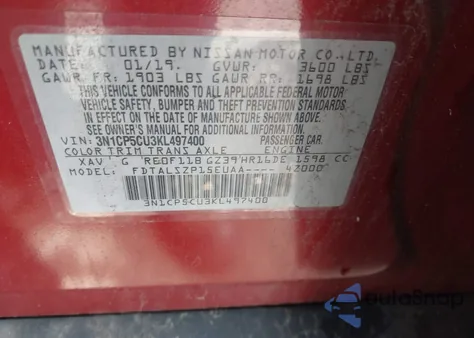 MANUFACTURED BY NISSAN MOTOR CO., LTD.
DATE: 01/19. GVWR: 3600 LBS
GAWR FR: 1903 LBS GAWR RR: 1698 LBS
THIS VEHICLE CONFORMS TO ALL APPLICABLE FEDERAL MOTOR
VEHICLE SAFETY, BUMPER AND THEFT PREVENTION STANDARDS
IN EFFECT ON THE DATE OF MANUFACTURE SHOWN ABOVE.
SEE OWNER'S MANUAL FOR ADDITIONAL INFORMATION.
VIN: 3N1CP5CU3KL497400 PASSENGER CAR
COLOR TRIM TRANS AXLE ENGINE
XAV G RE0F11B GZ39 HR16DE 1598 CC
MODEL: FDTALSZP15EUAA---- 42000
3N1CP5CU3KL497400
AutoSnap